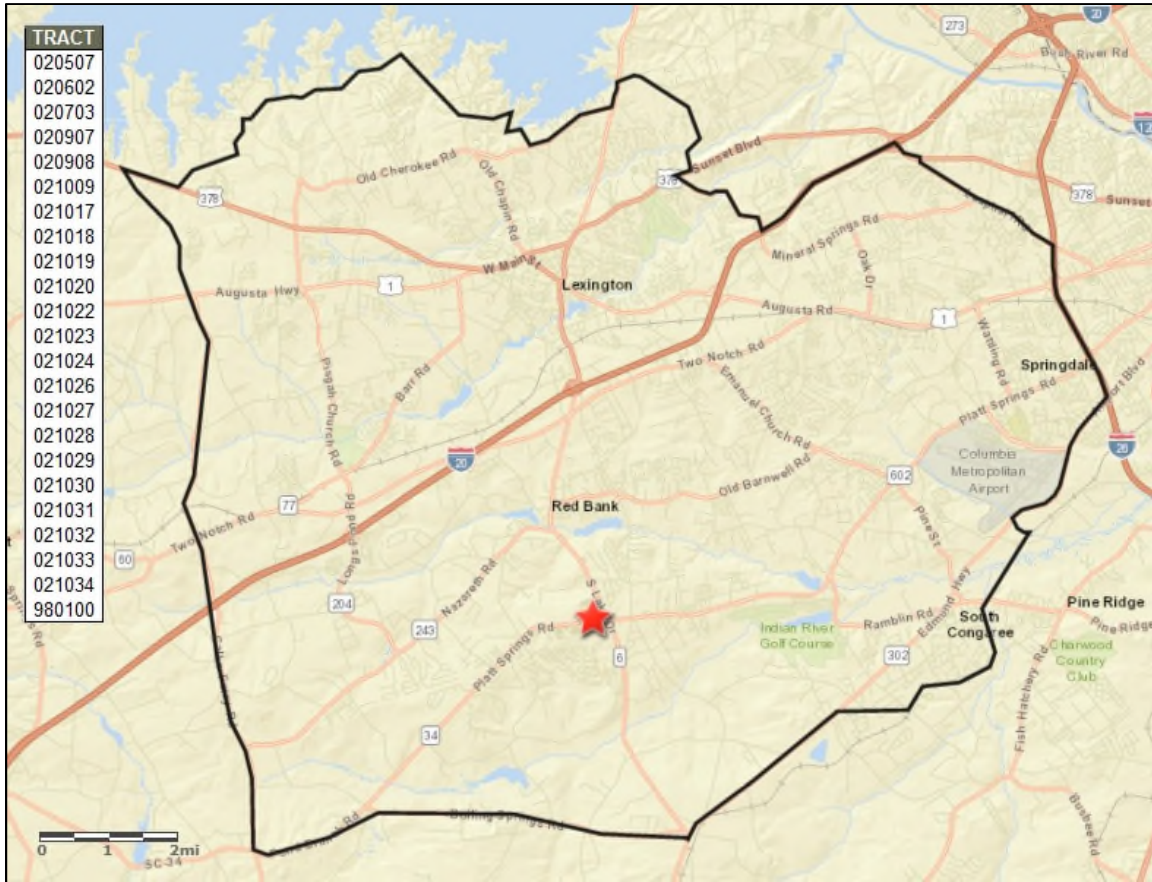 TRACT
020507
020602
020703
020907
020908
021009
021017
021018
021019
021020
021022
021023
021024
021026
021027
021028
021029
021030
021031
021032
021033
021034
980100
273
20
Bush River Rd
Old Cherokee Rd
Old Chapin Rd
Sunset Blvd
378
378
378
Sunset
Mineral Springs Rd
Oak Dr
W Main St
Lexington
Augusta Hwy
1
Augusta Rd
1
Two Notch Rd
Watling Rd
Springdale
Platt Springs Rd
Barr Rd
Pisgah Church Rd
Emanuel Church Rd
20
26
Columbia
Metropolitan
Airport
602
Old Barnwell Rd
77
Red Bank
Pine St
Two Notch Rd
60
Long Pond Rd
Nazareth Rd
S Lake Dr
204
243
Platt Springs Rd
6
Indian River
Golf Course
Ramblin Rd
Edmund Hwy
South
Congaree
Pine Ridge
Pine Ridge
302
Charwood
Country
Club
Fish Hatchery Rd
34
Boiling Springs Rd
Busbee Rd
0 1 2mi
SC-34